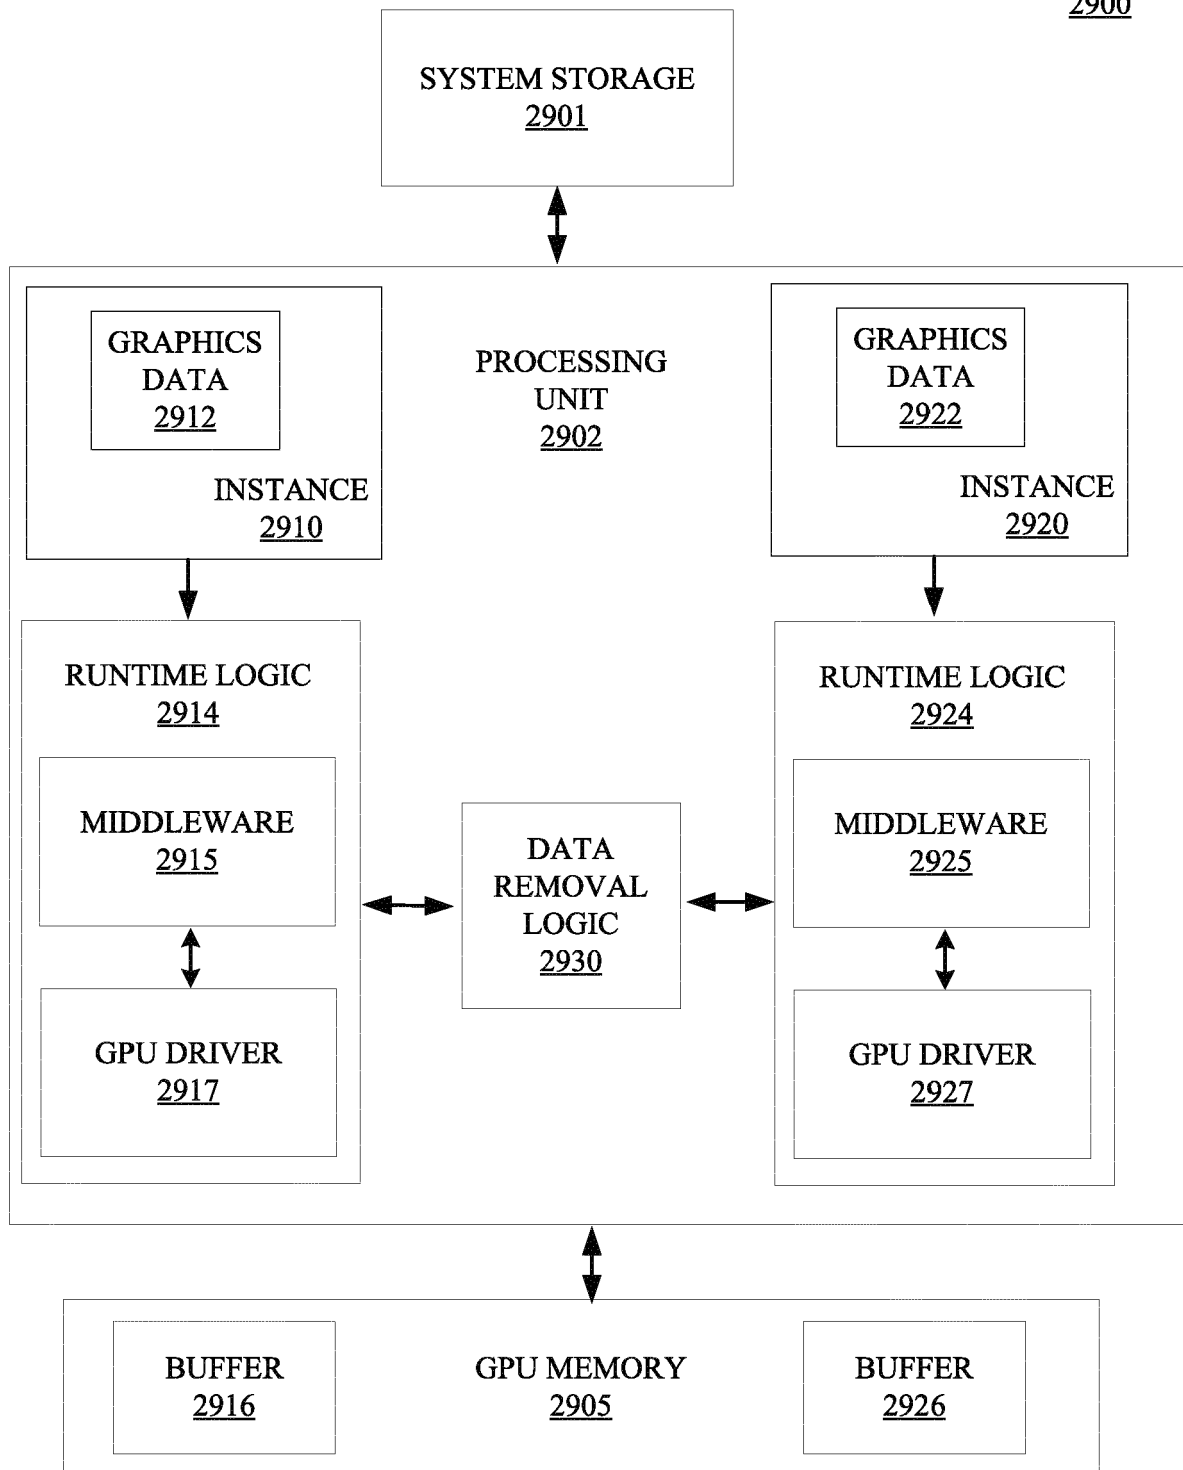 2900
SYSTEM STORAGE
2901
GRAPHICS
DATA
2912
INSTANCE
2910
PROCESSING
UNIT
2902
GRAPHICS
DATA
2922
INSTANCE
2920
RUNTIME LOGIC
2914
MIDDLEWARE
2915
GPU DRIVER
2917
DATA
REMOVAL
LOGIC
2930
RUNTIME LOGIC
2924
MIDDLEWARE
2925
GPU DRIVER
2927
BUFFER
2916
GPU MEMORY
2905
BUFFER
2926